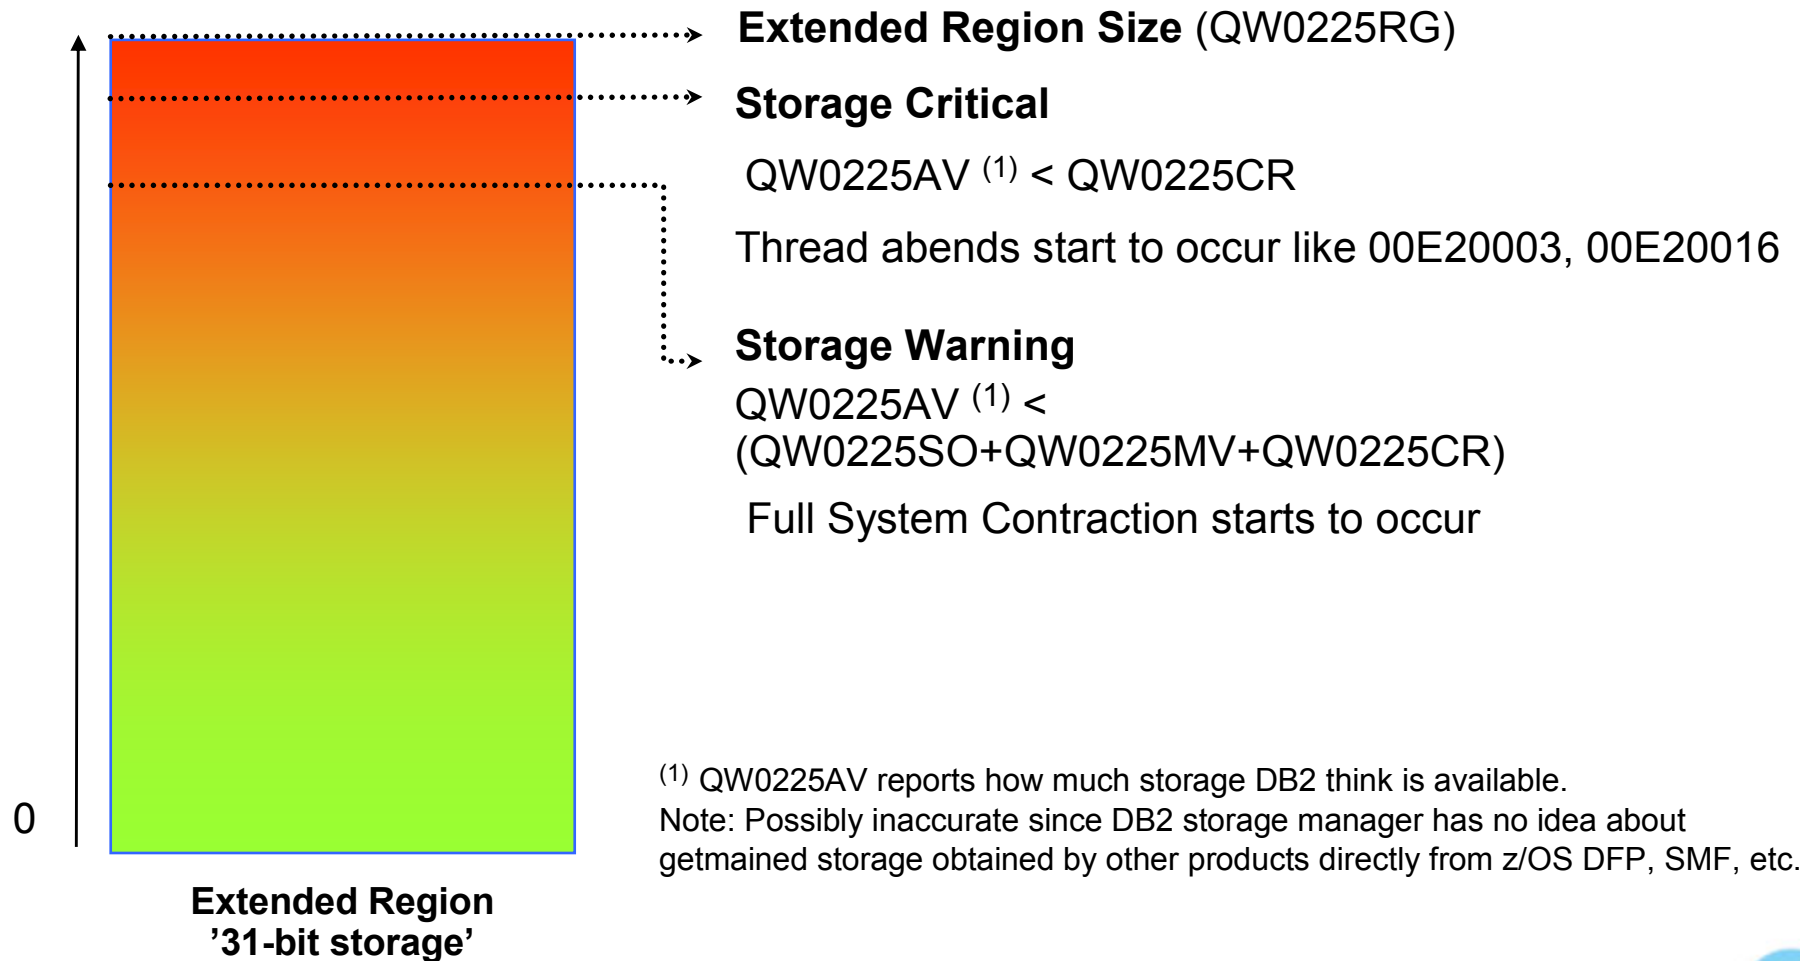 Extended Region Size (QW0225RG)
Storage Critical
QW0225AV (1) < QW0225CR
Thread abends start to occur like 00E20003, 00E20016
Storage Warning
QW0225AV (1) <
(QW0225SO+QW0225MV+QW0225CR)
Full System Contraction starts to occur
0
(1) QW0225AV reports how much storage DB2 think is available.
Note: Possibly inaccurate since DB2 storage manager has no idea about
getmained storage obtained by other products directly from z/OS DFP, SMF, etc.
Extended Region
’31-bit storage’